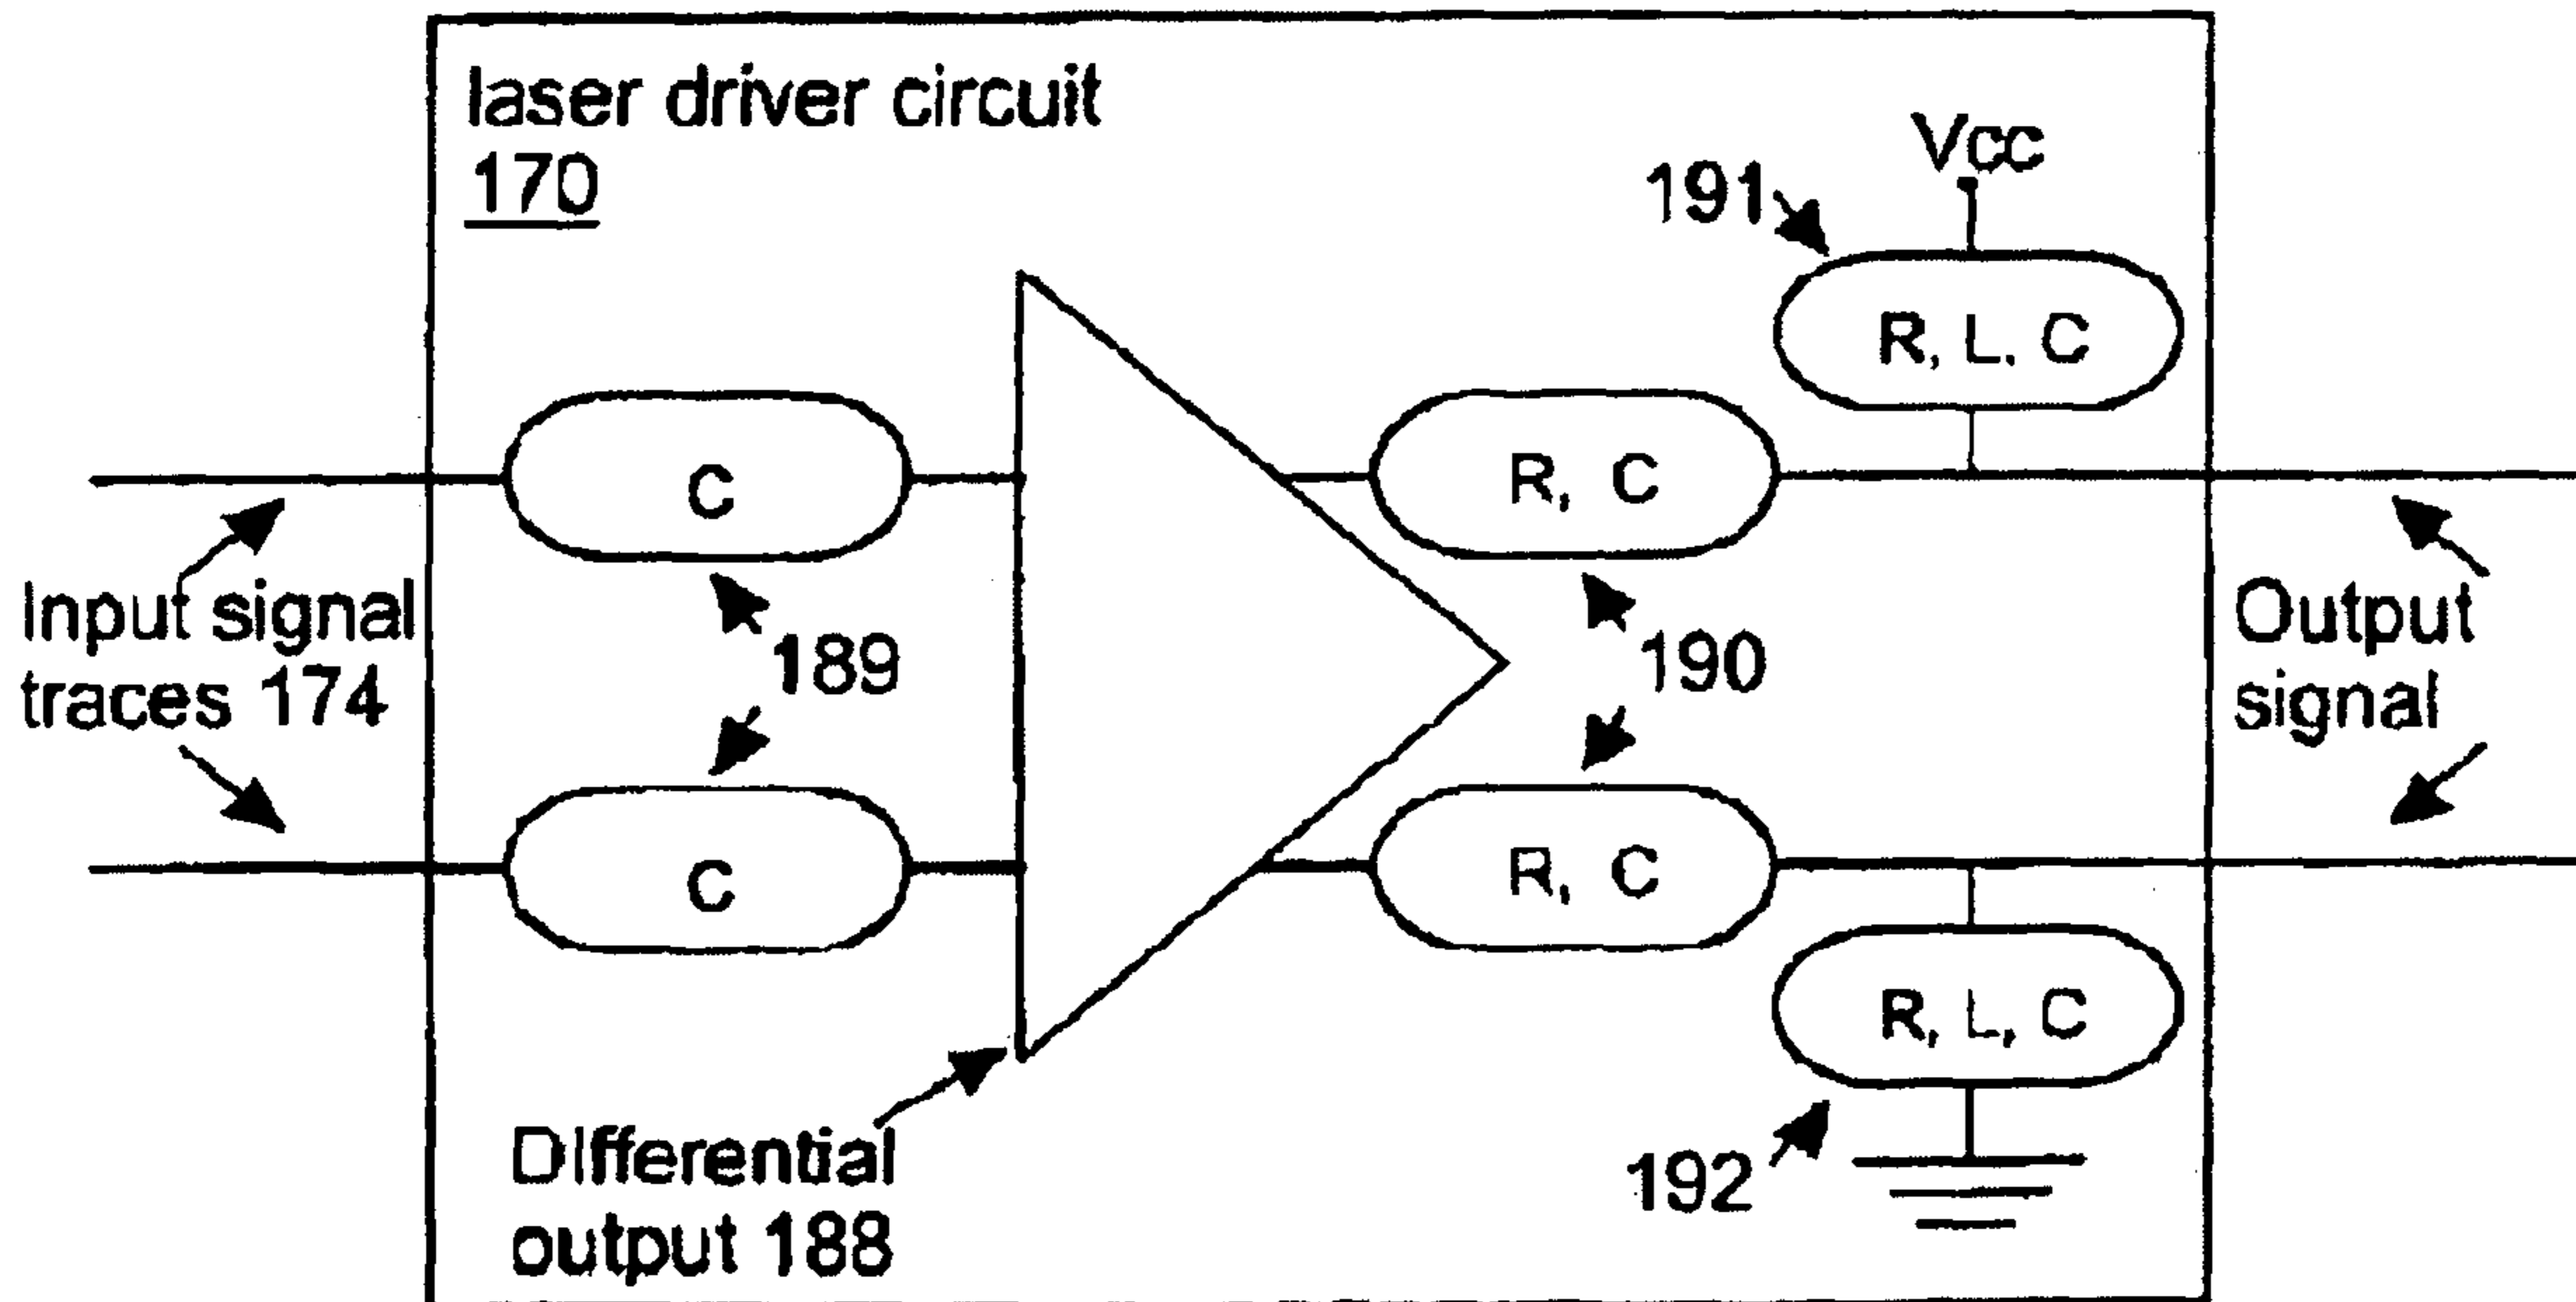 laser driver circuit
170
Vcc
191
R, L, C
C
R, C
Input signal
traces 174
189
190
Output
signal
C
R, C
R, L, C
192
Differential
output 188